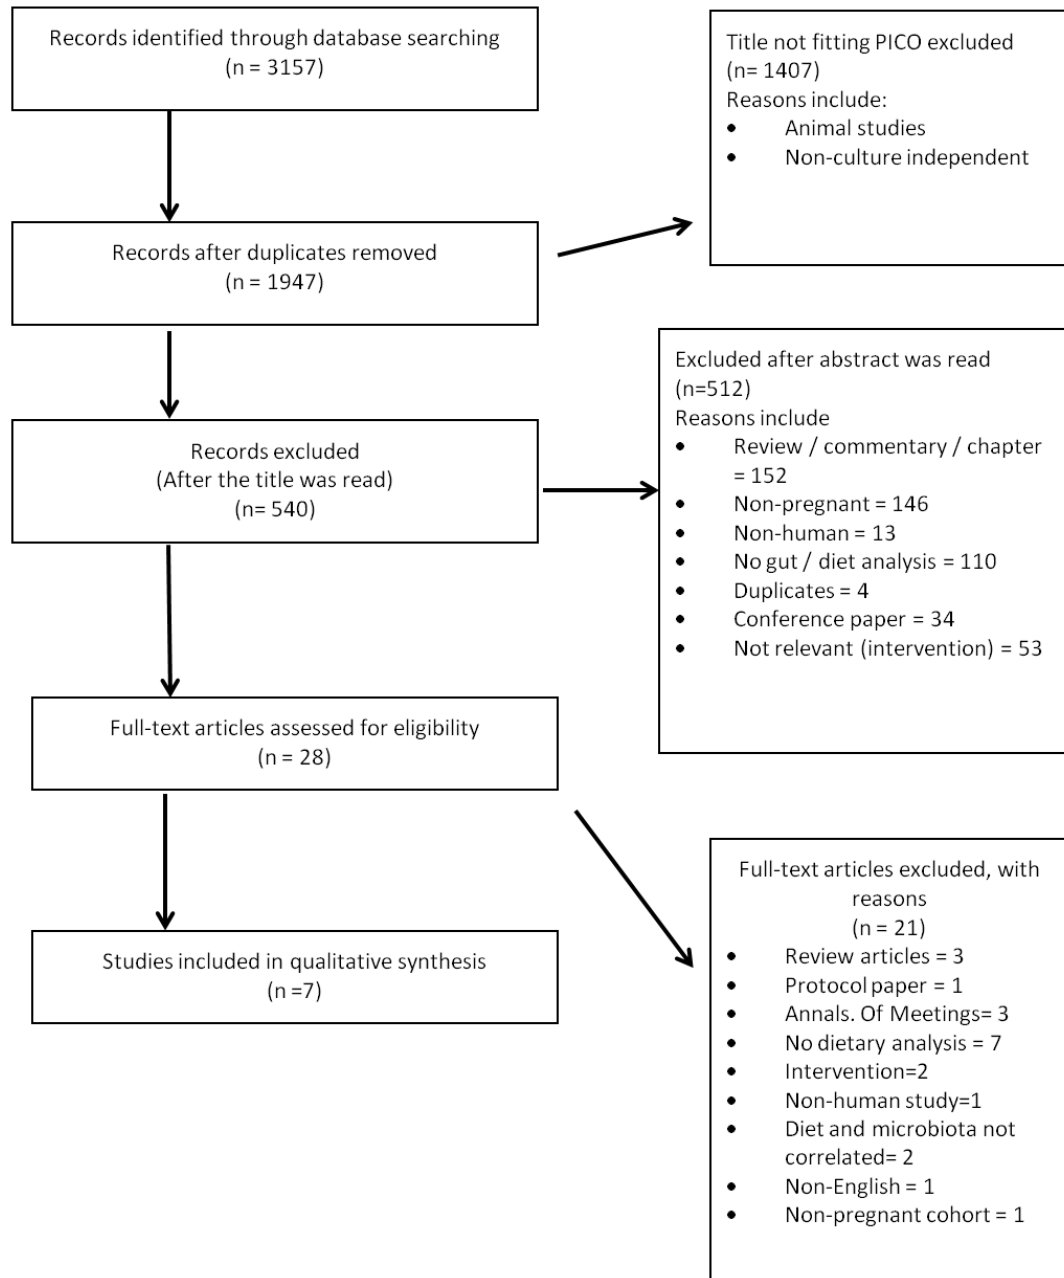 Records identified through database searching
(n = 3157)
Title not fitting PICO excluded
(n= 1407)
Reasons include:
• Animal studies
• Non-culture independent
Records after duplicates removed
(n = 1947)
Excluded after abstract was read
(n=512)
Reasons include
• Review / commentary / chapter
= 152
• Non-pregnant = 146
• Non-human = 13
• No gut / diet analysis = 110
• Duplicates = 4
• Conference paper = 34
• Not relevant (intervention) = 53
Records excluded
(After the title was read)
(n= 540)
Full-text articles assessed for eligibility
(n = 28)
Full-text articles excluded, with
reasons
(n = 21)
• Review articles = 3
• Protocol paper = 1
• Annals. Of Meetings= 3
• No dietary analysis = 7
• Intervention=2
• Non-human study=1
• Diet and microbiota not
correlated= 2
• Non-English = 1
• Non-pregnant cohort = 1
Studies included in qualitative synthesis
(n =7)